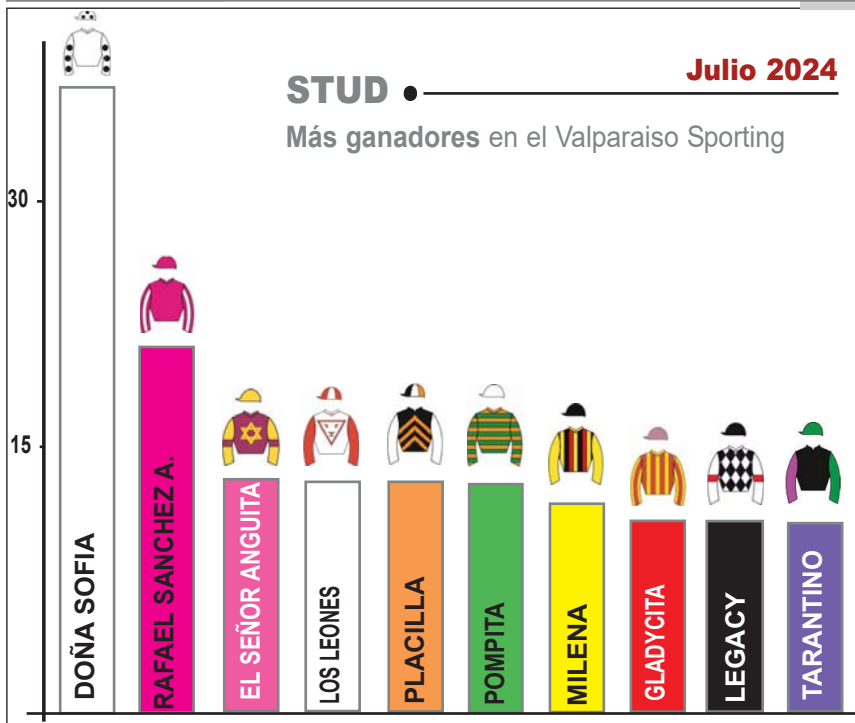 Julio 2024
STUD
Más ganadores en el Valparaiso Sporting
30
15
DOÑA SOFIA
RAFAEL SANCHEZ A.
EL SEÑOR ANGUITA
LOS LEONES
PLACILLA
POMPITA
MILENA
GLADYCITA
LEGACY
TARANTINO